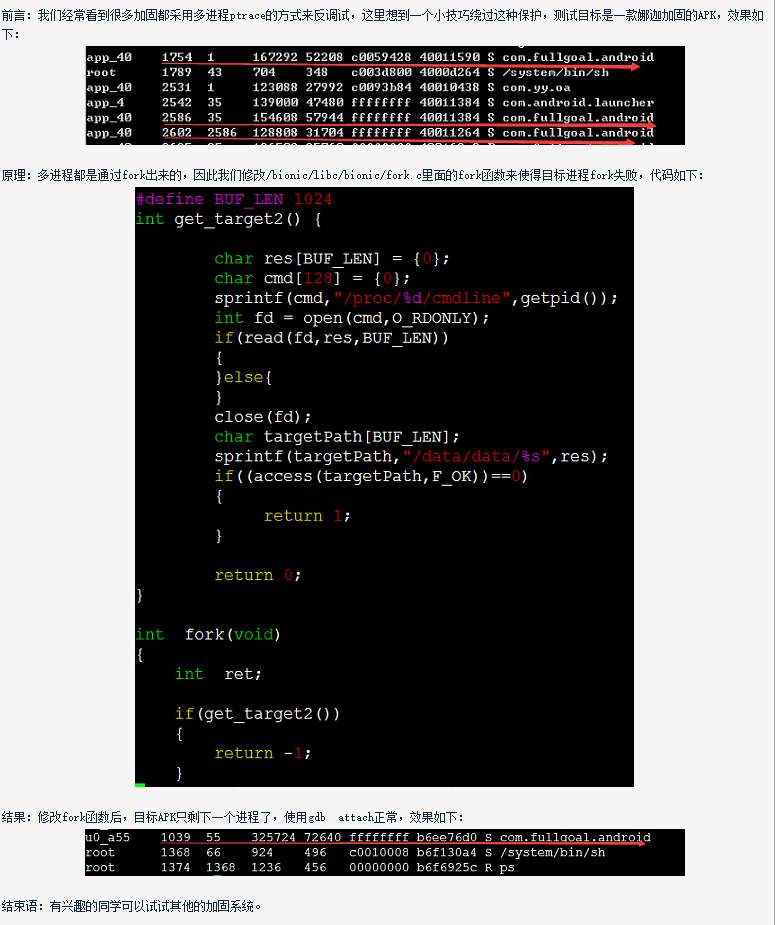 前言：我们经常看到很多加固都采用多进程ptrace的方式来反调试，这里想到一个小技巧绕过这种保护，测试目标是一款娜迦加固的APK，效果如
下：
app_40 1754 1 167292 52208 c0059428 40011590 S com.fullgoal.android
root 1789 43 704 348 c003d800 4000d264 S /system/bin/sh
app_40 2531 1 123088 27992 c0093b84 40010438 S com.yy.oa
app_4 2542 35 139000 47480 ffffffff 40011384 S com.android.launcher
app_40 2586 35 154608 57944 ffffffff 40011384 S com.fullgoal.android
app_40 2602 2586 128808 31704 ffffffff 40011264 S com.fullgoal.android
原理：多进程都是通过fork出来的，因此我们修改/bionic/libc/bionic/fork.c里面的fork函数来使得目标进程fork失败，代码如下：
#define BUF_LEN 1024
int get_target2() {
char res[BUF_LEN] = {0};
char cmd[128] = {0};
sprintf(cmd,"/proc/%d/cmdline",getpid());
int fd = open(cmd,O_RDONLY);
if(read(fd,res,BUF_LEN))
{
}else{
}
close(fd);
char targetPath[BUF_LEN];
sprintf(targetPath,"/data/data/%s",res);
if((access(targetPath,F_OK))==0)
{
return 1;
}
return 0;
}
int fork(void)
{
int ret;
if(get_target2())
{
return -1;
}
结果：修改fork函数后，目标APK只剩下一个进程了，使用gdb attach正常，效果如下：
u0_a55 1039 55 325724 72640 ffffffff b6ee76d0 S com.fullgoal.android
root 1368 66 924 496 c0010008 b6f130a4 S /system/bin/sh
root 1374 1368 1236 456 00000000 b6f6925c R ps
结束语：有兴趣的同学可以试试其他的加固系统。